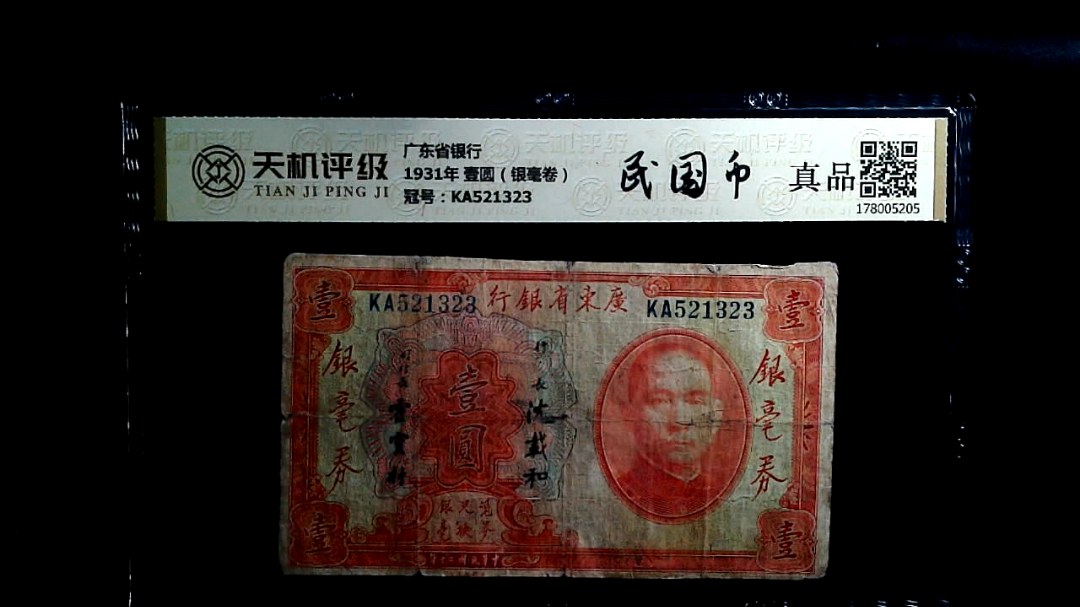 天机评级
TIAN JI PING JI
广东省银行
1931年 壹圆（银毫卷）
冠号：KA521323
民国币
真品
178005205
壹
KA521323
行銀省東廣
KA521323
壹
銀毫券
行長
沈載和
壹圓
銀毫券
壹
壹